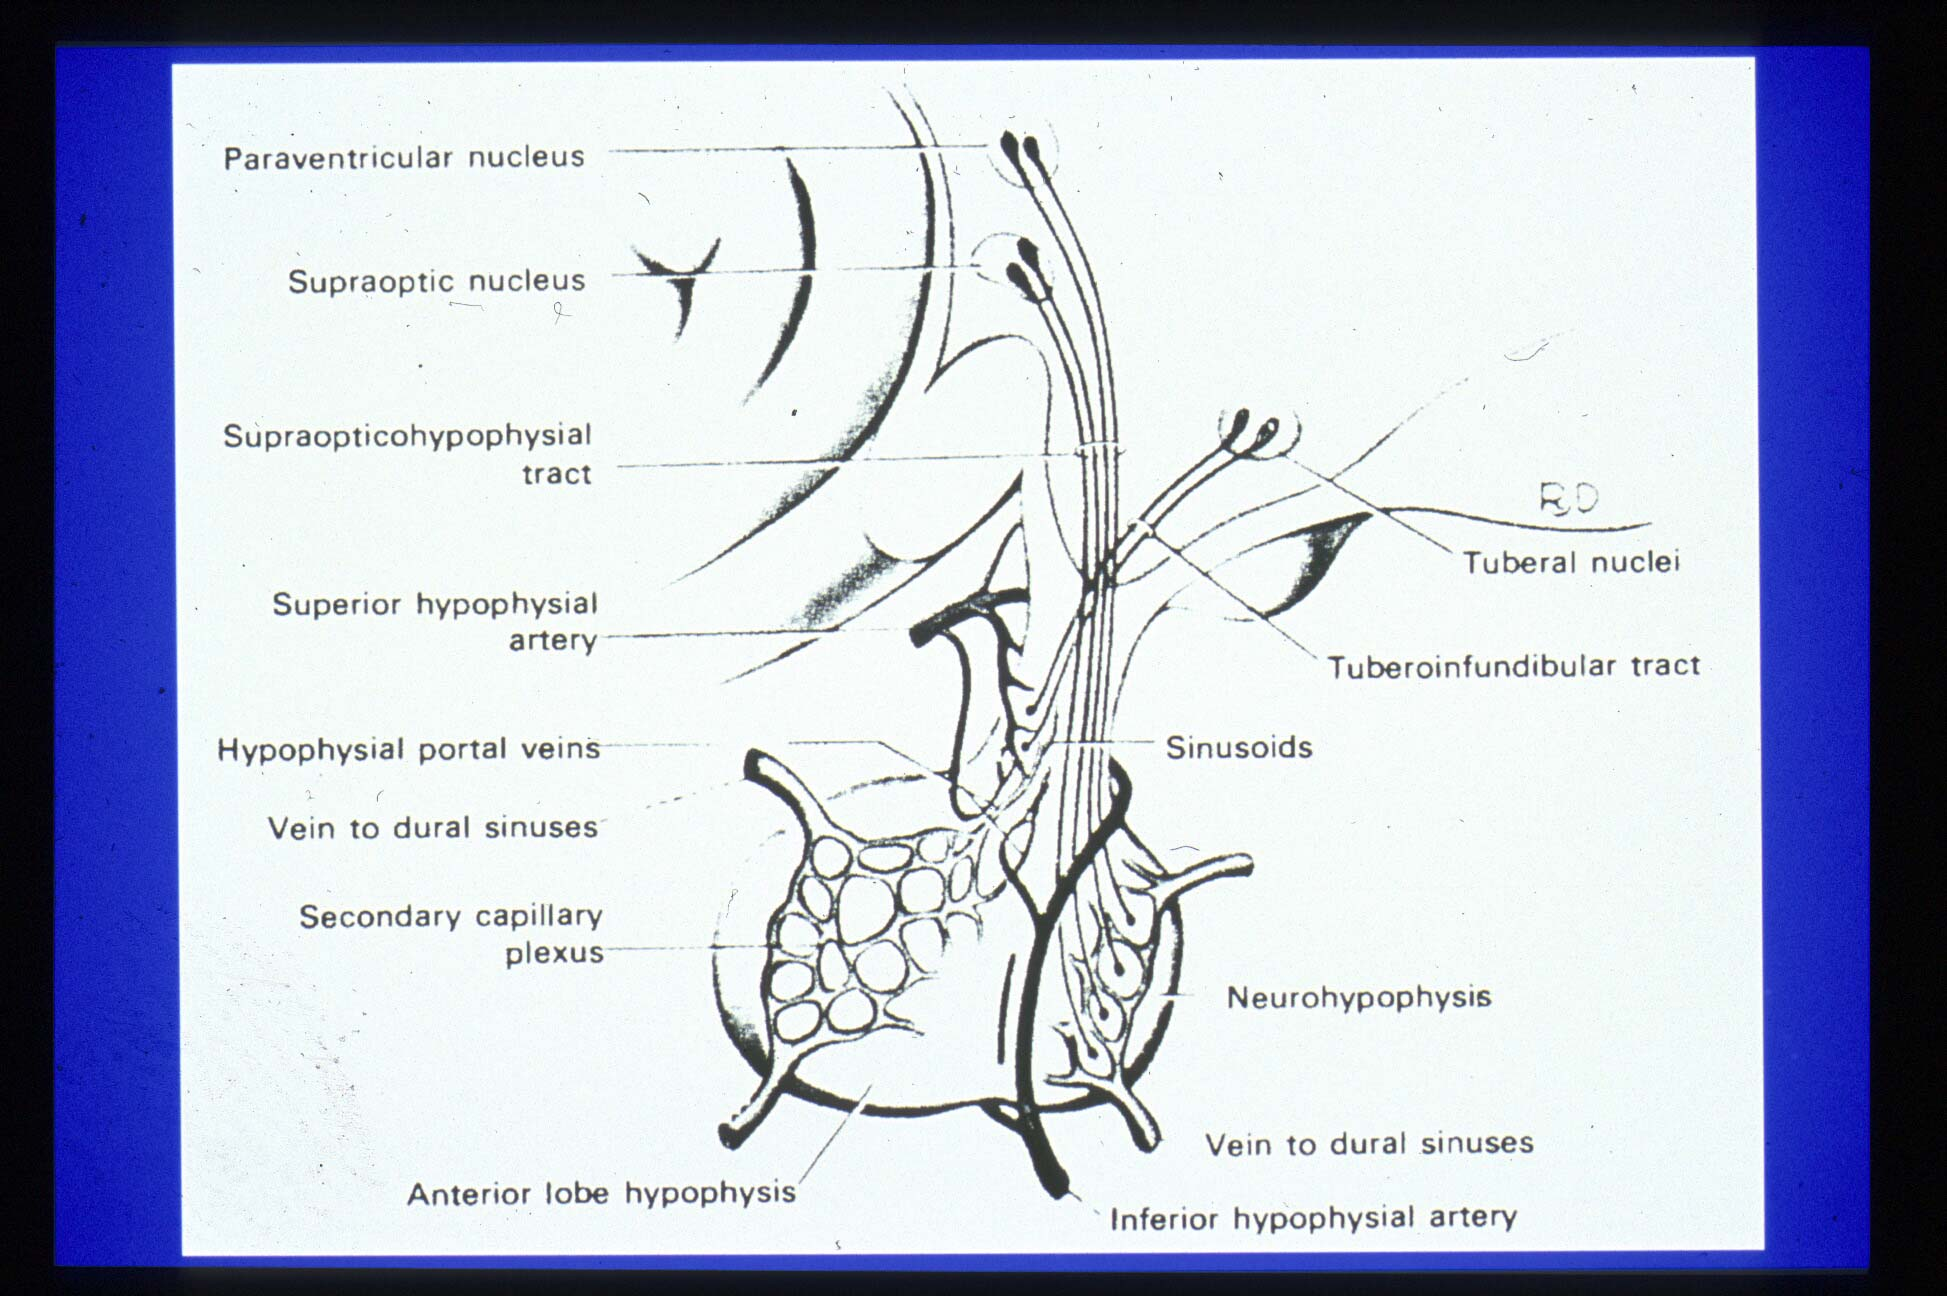 Paraventricular nucleus
Supraoptic nucleus
Supraopticohypophysial
tract
RD
Tuberal nuclei
Superior hypophysial
artery
Tuberoinfundibular tract
Hypophysial portal veins
Sinusoids
Vein to dural sinuses
Secondary capillary
plexus
Neurohypophysis
Vein to dural sinuses
Anterior lobe hypophysis
Inferior hypophysial artery